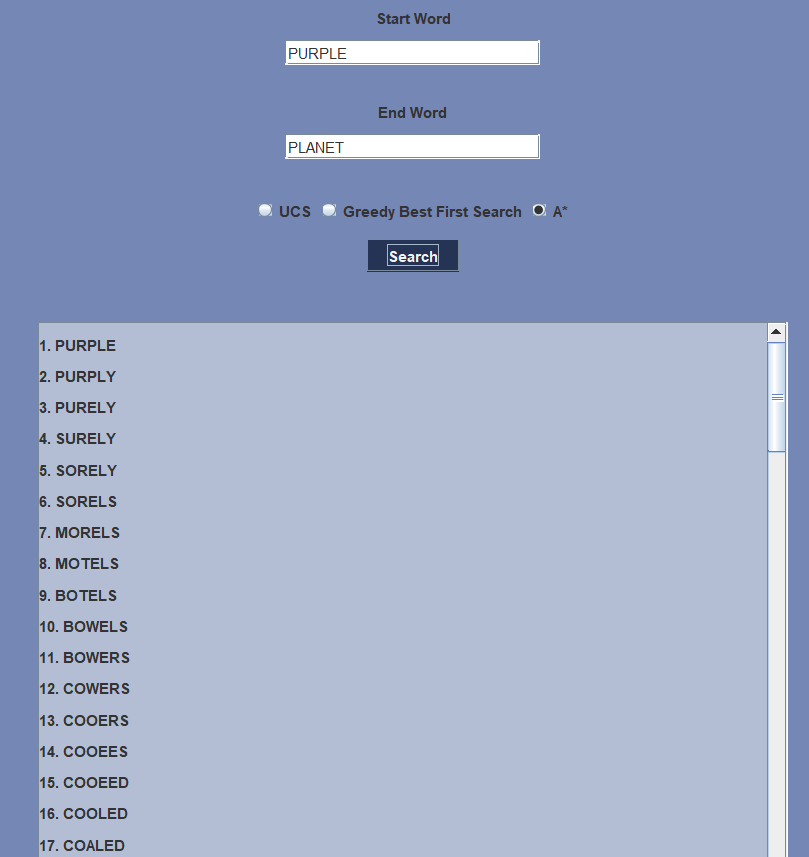 Start Word
PURPLE
End Word
PLANET
UCS Greedy Best First Search A*
Search
1. PURPLE
2. PURPLY
3. PURELY
4. SURELY
5. SORELY
6. SORELS
7. MORELS
8. MOTELS
9. BOTELS
10. BOWELS
11. BOWERS
12. COWERS
13. COOERS
14. COOEES
15. COOEED
16. COOLED
17. COALED